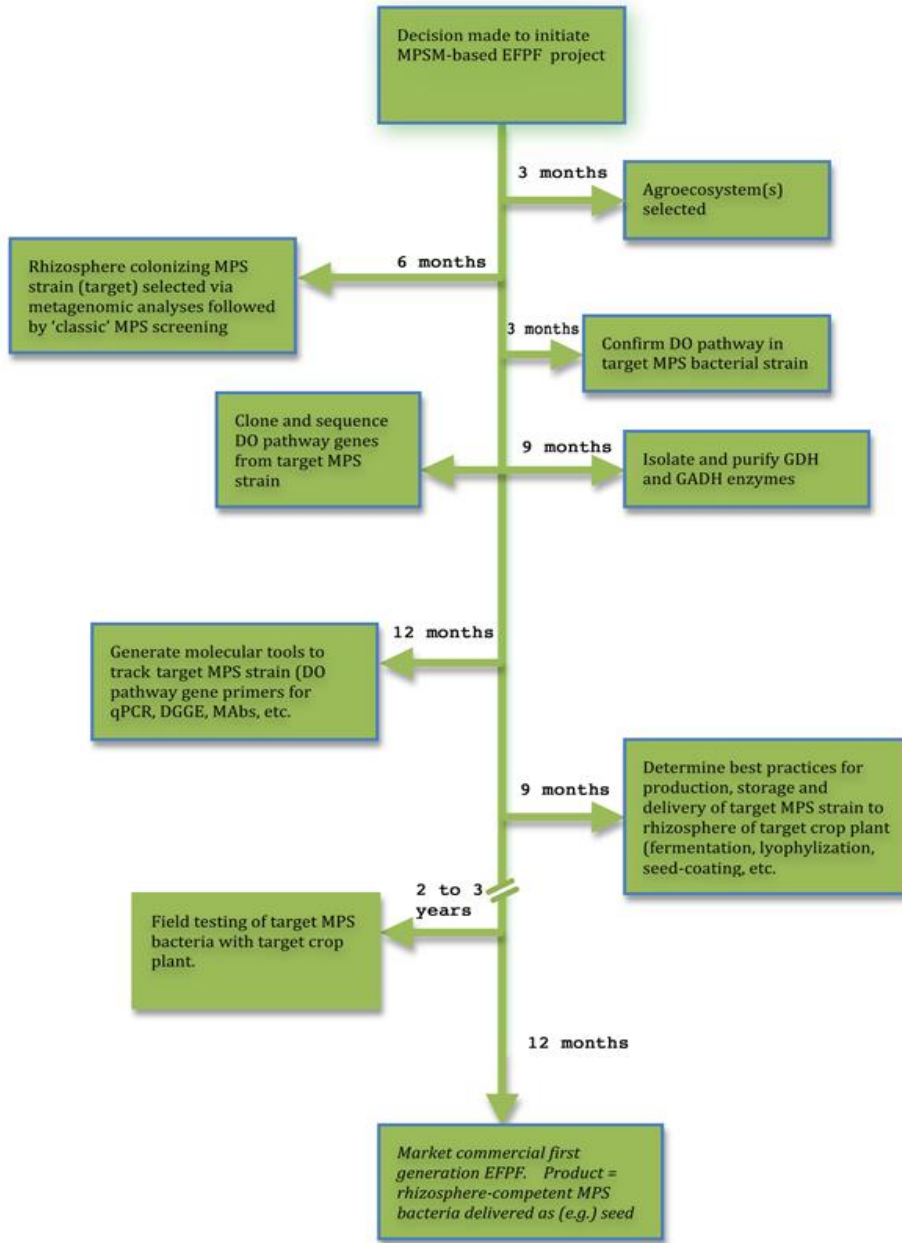 Decision made to initiate
MPSM-based EFPF project
3 months
Agroecosystem(s)
selected
6 months
Rhizosphere colonizing MPS
strain (target) selected via
metagenomic analyses followed
by ‘classic’ MPS screening
3 months
Confirm DO pathway in
target MPS bacterial strain
Clone and sequence
DO pathway genes
from target MPS
strain
9 months
Isolate and purify GDH
and GADH enzymes
12 months
Generate molecular tools to
track target MPS strain (DO
pathway gene primers for
qPCR, DGGE, MAbs, etc.
9 months
Determine best practices for
production, storage and
delivery of target MPS strain to
rhizosphere of target crop plant
(fermentation, lyophylization,
seed-coating, etc.
2 to 3
years
Field testing of target MPS
bacteria with target crop
plant.
12 months
Market commercial first
generation EFPF. Product =
rhizosphere-competent MPS
bacteria delivered as (e.g.) seed